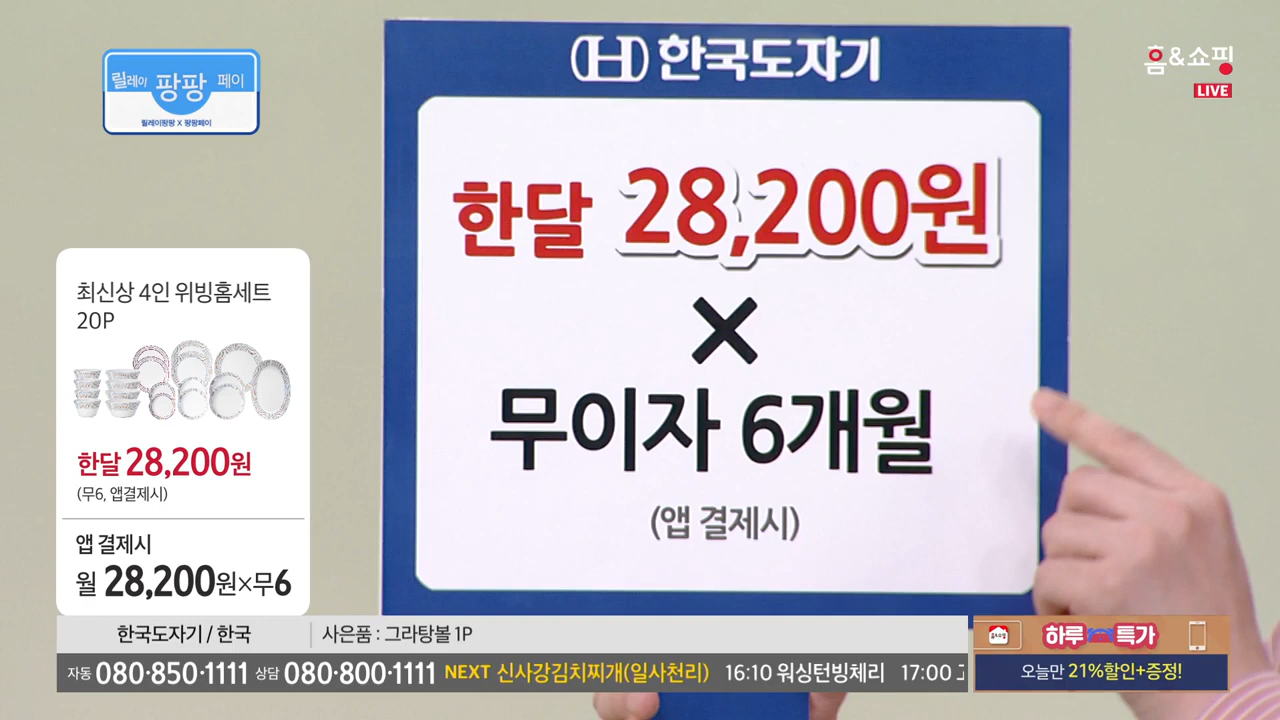 릴레이 팡팡 페이
릴레이팡팡 X 팡팡페이
홈&쇼핑
LIVE
H 한국도자기
한달 28,200원
×
무이자 6개월
(앱 결제시)
최신상 4인 위빙홈세트
20P
한달 28,200원
(무6, 앱결제시)
앱 결제시
월 28,200원×무6
한국도자기 / 한국
사은품 : 그라탕볼 1P
하루 특가
자동 080·850·1111 상담 080·800·1111 NEXT 신사강김치찌개(일사천리) 16:10 워싱턴빙체리 17:00
오늘만 21%할인+증정!